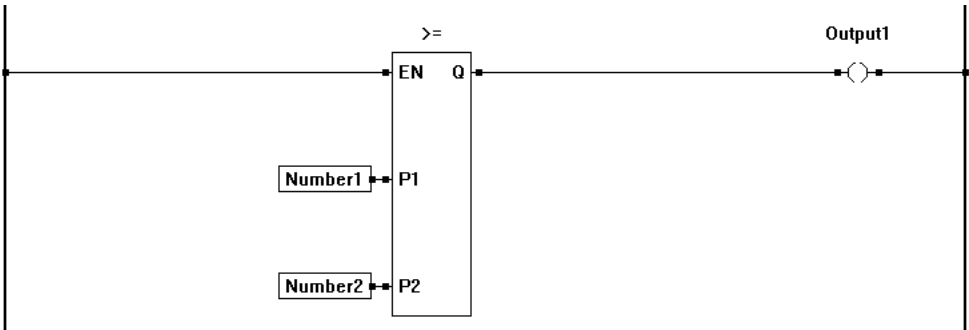 >=
Output1
EN Q
Number1 P1
Number2 P2